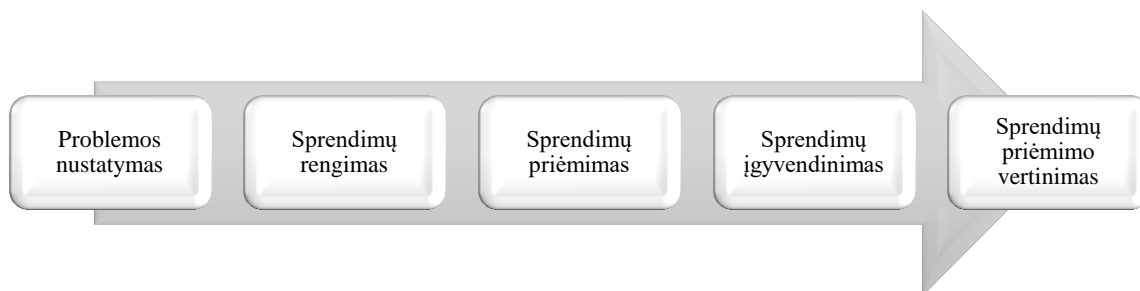 Problemos
nustatymas
Sprendimų
rengimas
Sprendimų
priėmimas
Sprendimų
įgyvendinimas
Sprendimų
priėmimo
vertinimas